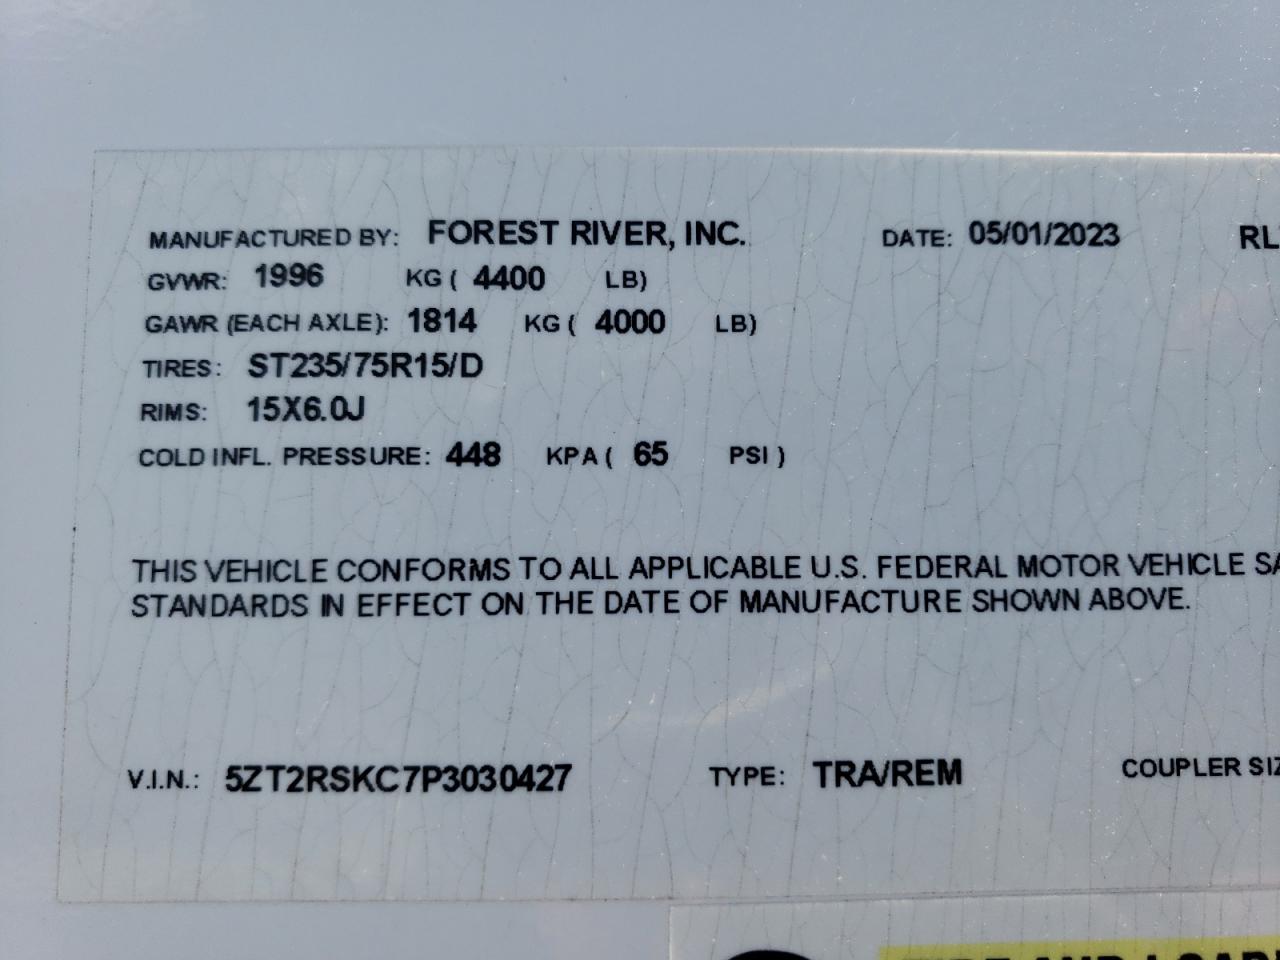 MANUFACTURED BY: FOREST RIVER, INC. DATE: 05/01/2023 RL
GVWR: 1996 KG ( 4400 LB)
GAWR (EACH AXLE): 1814 KG ( 4000 LB)
TIRES: ST235/75R15/D
RIMS: 15X6.0J
COLD INFL. PRESSURE: 448 KPA ( 65 PSI )
THIS VEHICLE CONFORMS TO ALL APPLICABLE U.S. FEDERAL MOTOR VEHICLE SA
STANDARDS IN EFFECT ON THE DATE OF MANUFACTURE SHOWN ABOVE.
V.I.N.: 5ZT2RSKC7P3030427 TYPE: TRA/REM COUPLER SIZ